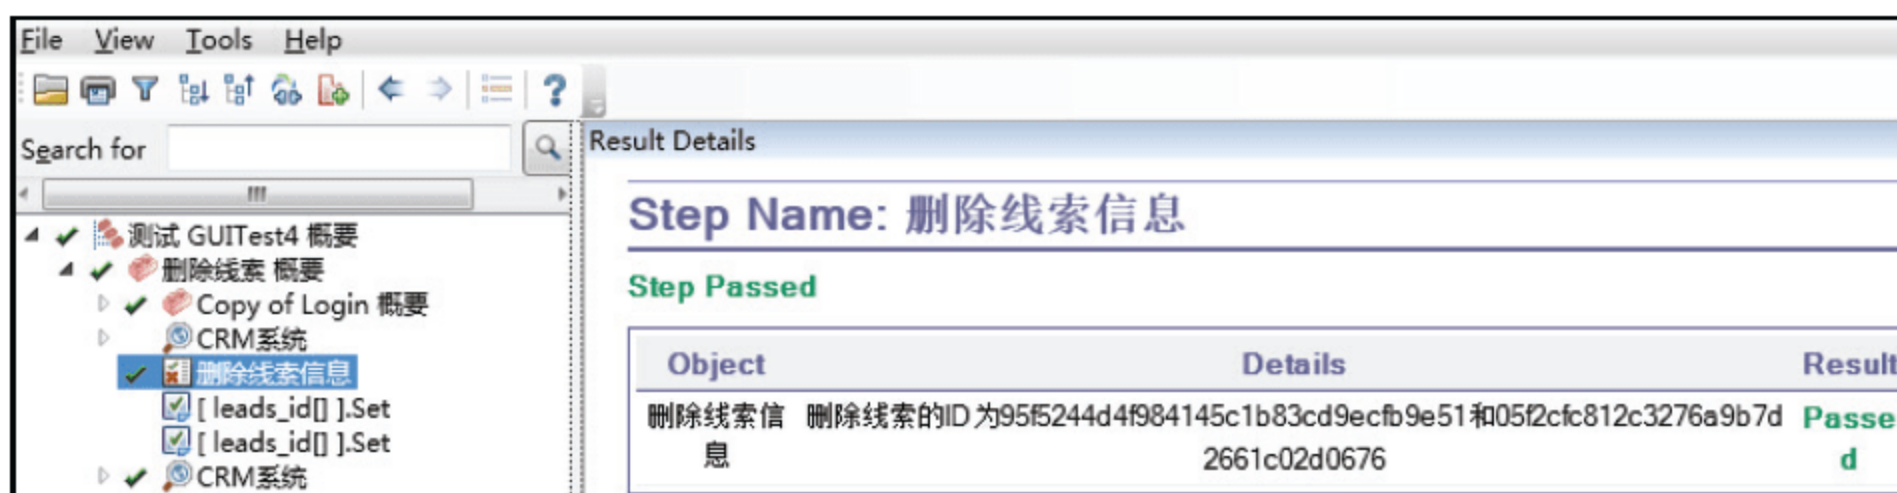 File View Tools Help
Search for
测试 GUITest4 概要
删除线索 概要
Copy of Login 概要
CRM系统
删除线索信息
[ leads_id[] ].Set
[ leads_id[] ].Set
CRM系统
Result Details
Step Name: 删除线索信息
Step Passed
Object Details Result
删除线索信 删除线索的ID为95f5244d4f984145c1b83cd9ecfb9e51和05f2cfc812c3276a9b7d Passe
息 2661c02d0676 d